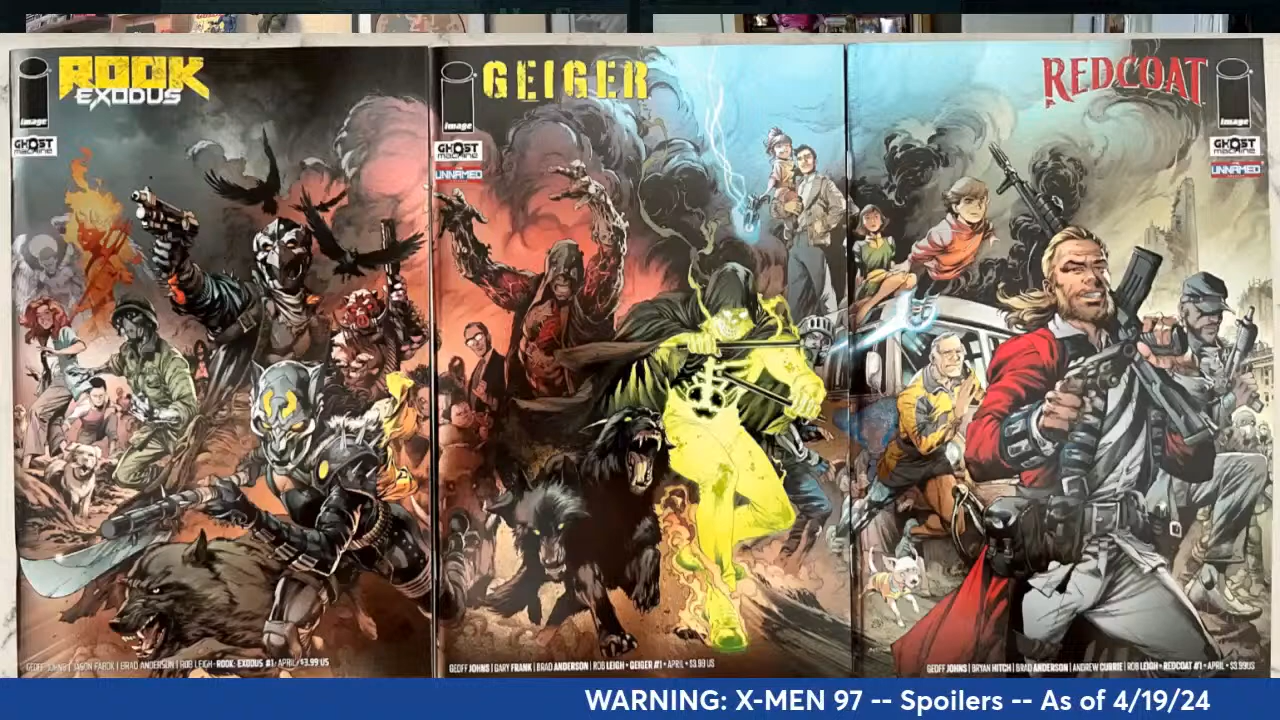 ROOK
EXODUS
image
GHOST
MACHINE
GEOFF JOHNS | JASON FABOK | BRAD ANDERSON | ROB LEIGH • ROOK: EXODUS #1 • APRIL • $3.99 US
GEIGER
image
GHOST
MACHINE
THE
UNNAMED
GEOFF JOHNS | GARY FRANK | BRAD ANDERSON | ROB LEIGH • GEIGER #1 • APRIL • $3.99 US
REDCOAT
image
GHOST
MACHINE
THE
UNNAMED
GEOFF JOHNS | BRYAN HITCH | BRAD ANDERSON | ANDREW CURRIE | ROB LEIGH • REDCOAT #1 • APRIL • $3.99US
WARNING: X-MEN 97 -- Spoilers -- As of 4/19/24